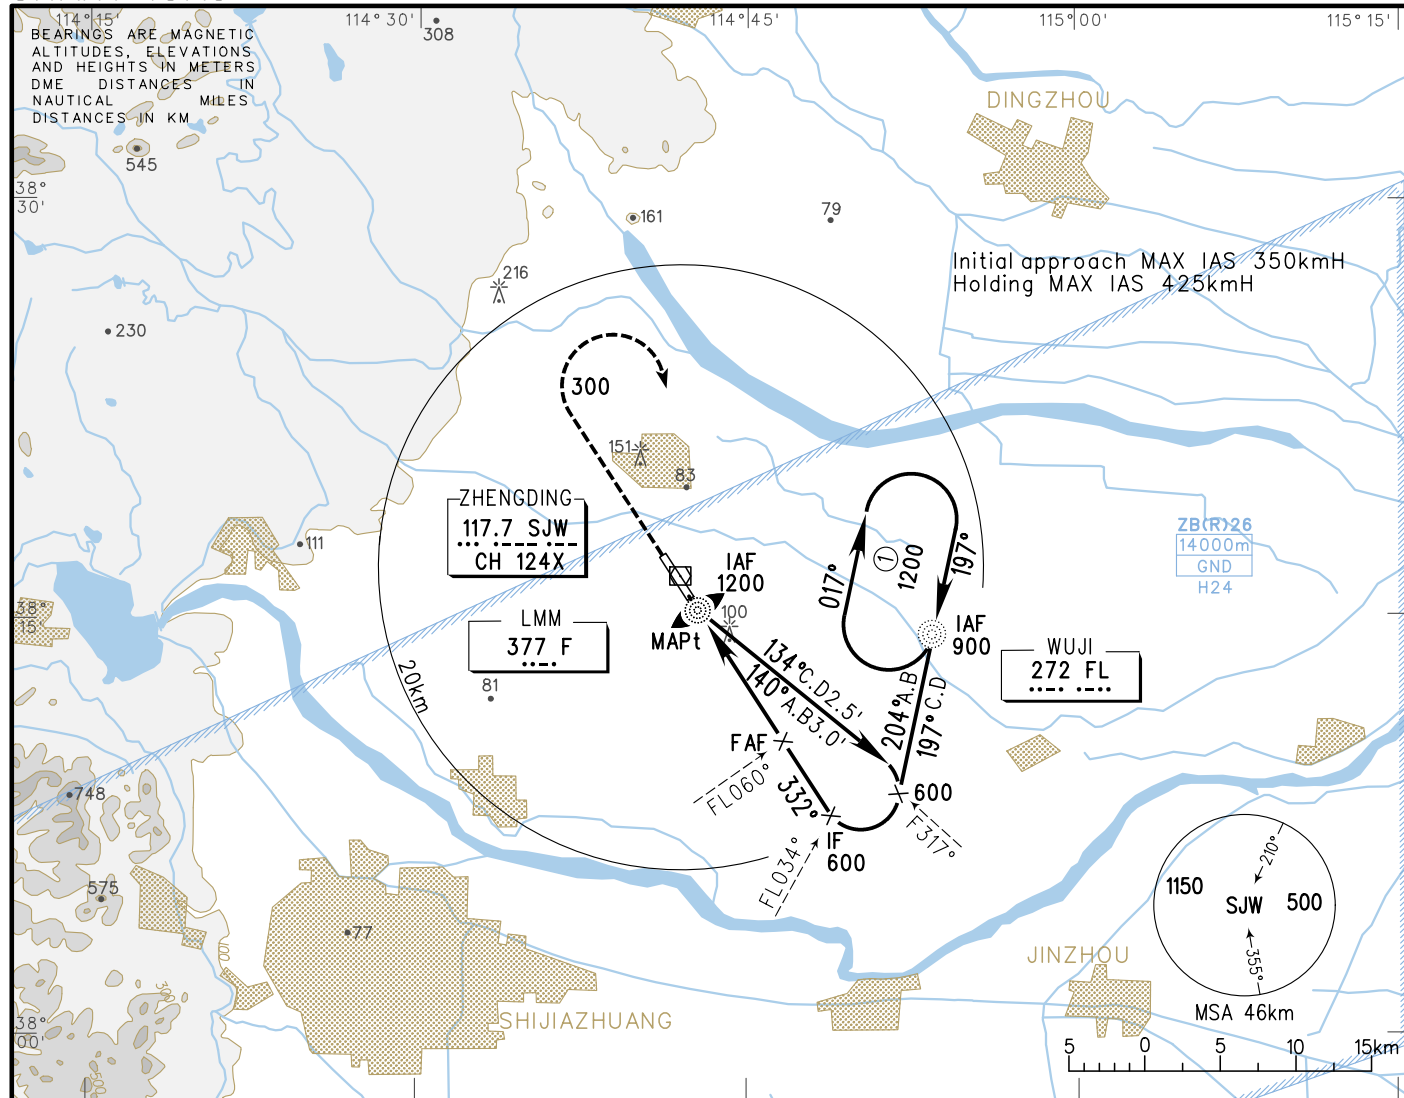 114° 15'
114° 30'
114° 45'
115° 00'
115° 15'
BEARINGS ARE MAGNETIC
ALTITUDES, ELEVATIONS
AND HEIGHTS IN METERS
DME DISTANCES IN
NAUTICAL MILES
DISTANCES IN KM
308
545
DINGZHOU
38°
30'
161
79
216
Initial approach MAX IAS 350kmH
Holding MAX IAS 425kmH
230
300
151
83
ZHENGDING
117.7 SJW
CH 124X
111
IAF
1200
017°
1
1200
197°
ZB(R)26
14000m
GND
H24
38°
15'
100
LMM
377 F
MAPt
IAF
900
WUJI
272 FL
20km
81
134°C.D2.5'
140°A.B3.0'
204°A.B
197°C.D
FAF
FL060°
332°
600
F317°
IF
600
FL034°
748
575
77
100
300
500
1150
210°
SJW
500
355°
MSA 46km
JINZHOU
SHIJIAZHUANG
38°
00'
5 0 5 10 15km